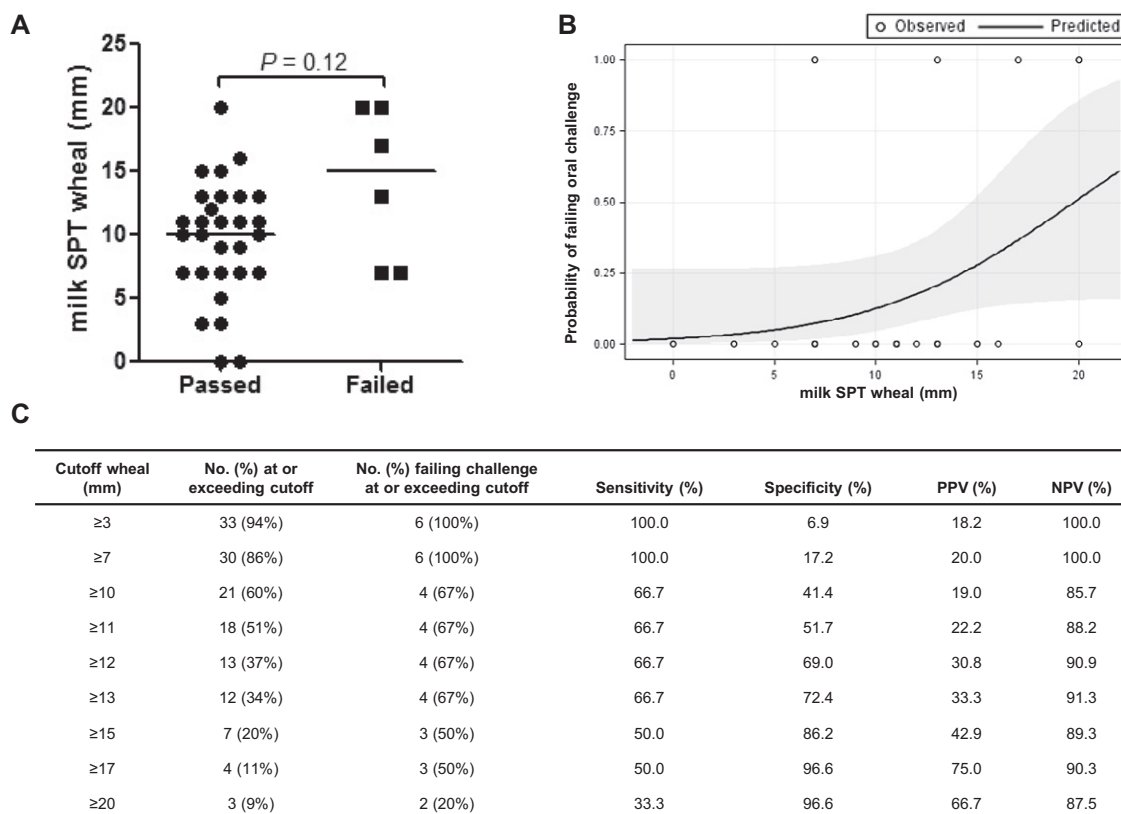 A
P = 0.12
milk SPT wheal (mm)
25
20
15
10
5
0
Passed
Failed
B
Observed
Predicted
Probability of failing oral challenge
1.00
0.75
0.50
0.25
0.00
0
5
10
15
20
milk SPT wheal (mm)
C
Cutoff wheal (mm) No. (%) at or exceeding cutoff No. (%) failing challenge at or exceeding cutoff Sensitivity (%) Specificity (%) PPV (%) NPV (%)
≥3 33 (94%) 6 (100%) 100.0 6.9 18.2 100.0
≥7 30 (86%) 6 (100%) 100.0 17.2 20.0 100.0
≥10 21 (60%) 4 (67%) 66.7 41.4 19.0 85.7
≥11 18 (51%) 4 (67%) 66.7 51.7 22.2 88.2
≥12 13 (37%) 4 (67%) 66.7 69.0 30.8 90.9
≥13 12 (34%) 4 (67%) 66.7 72.4 33.3 91.3
≥15 7 (20%) 3 (50%) 50.0 86.2 42.9 89.3
≥17 4 (11%) 3 (50%) 50.0 96.6 75.0 90.3
≥20 3 (9%) 2 (20%) 33.3 96.6 66.7 87.5